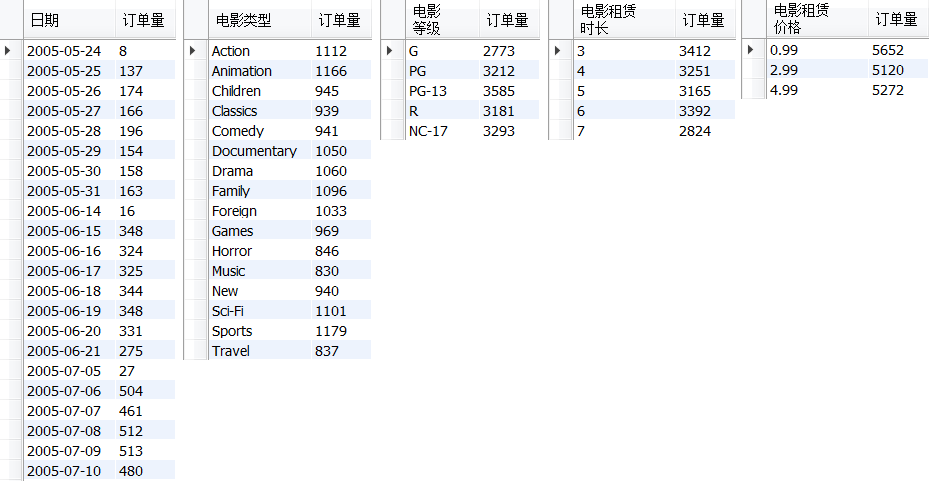 日期 订单量
2005-05-24 8
2005-05-25 137
2005-05-26 174
2005-05-27 166
2005-05-28 196
2005-05-29 154
2005-05-30 158
2005-05-31 163
2005-06-14 16
2005-06-15 348
2005-06-16 324
2005-06-17 325
2005-06-18 344
2005-06-19 348
2005-06-20 331
2005-06-21 275
2005-07-05 27
2005-07-06 504
2005-07-07 461
2005-07-08 512
2005-07-09 513
2005-07-10 480
电影类型 订单量
Action 1112
Animation 1166
Children 945
Classics 939
Comedy 941
Documentary 1050
Drama 1060
Family 1096
Foreign 1033
Games 969
Horror 846
Music 830
New 940
Sci-Fi 1101
Sports 1179
Travel 837
电影
等级 订单量
G 2773
PG 3212
PG-13 3585
R 3181
NC-17 3293
电影租赁
时长 订单量
3 3412
4 3251
5 3165
6 3392
7 2824
电影租赁
价格 订单量
0.99 5652
2.99 5120
4.99 5272